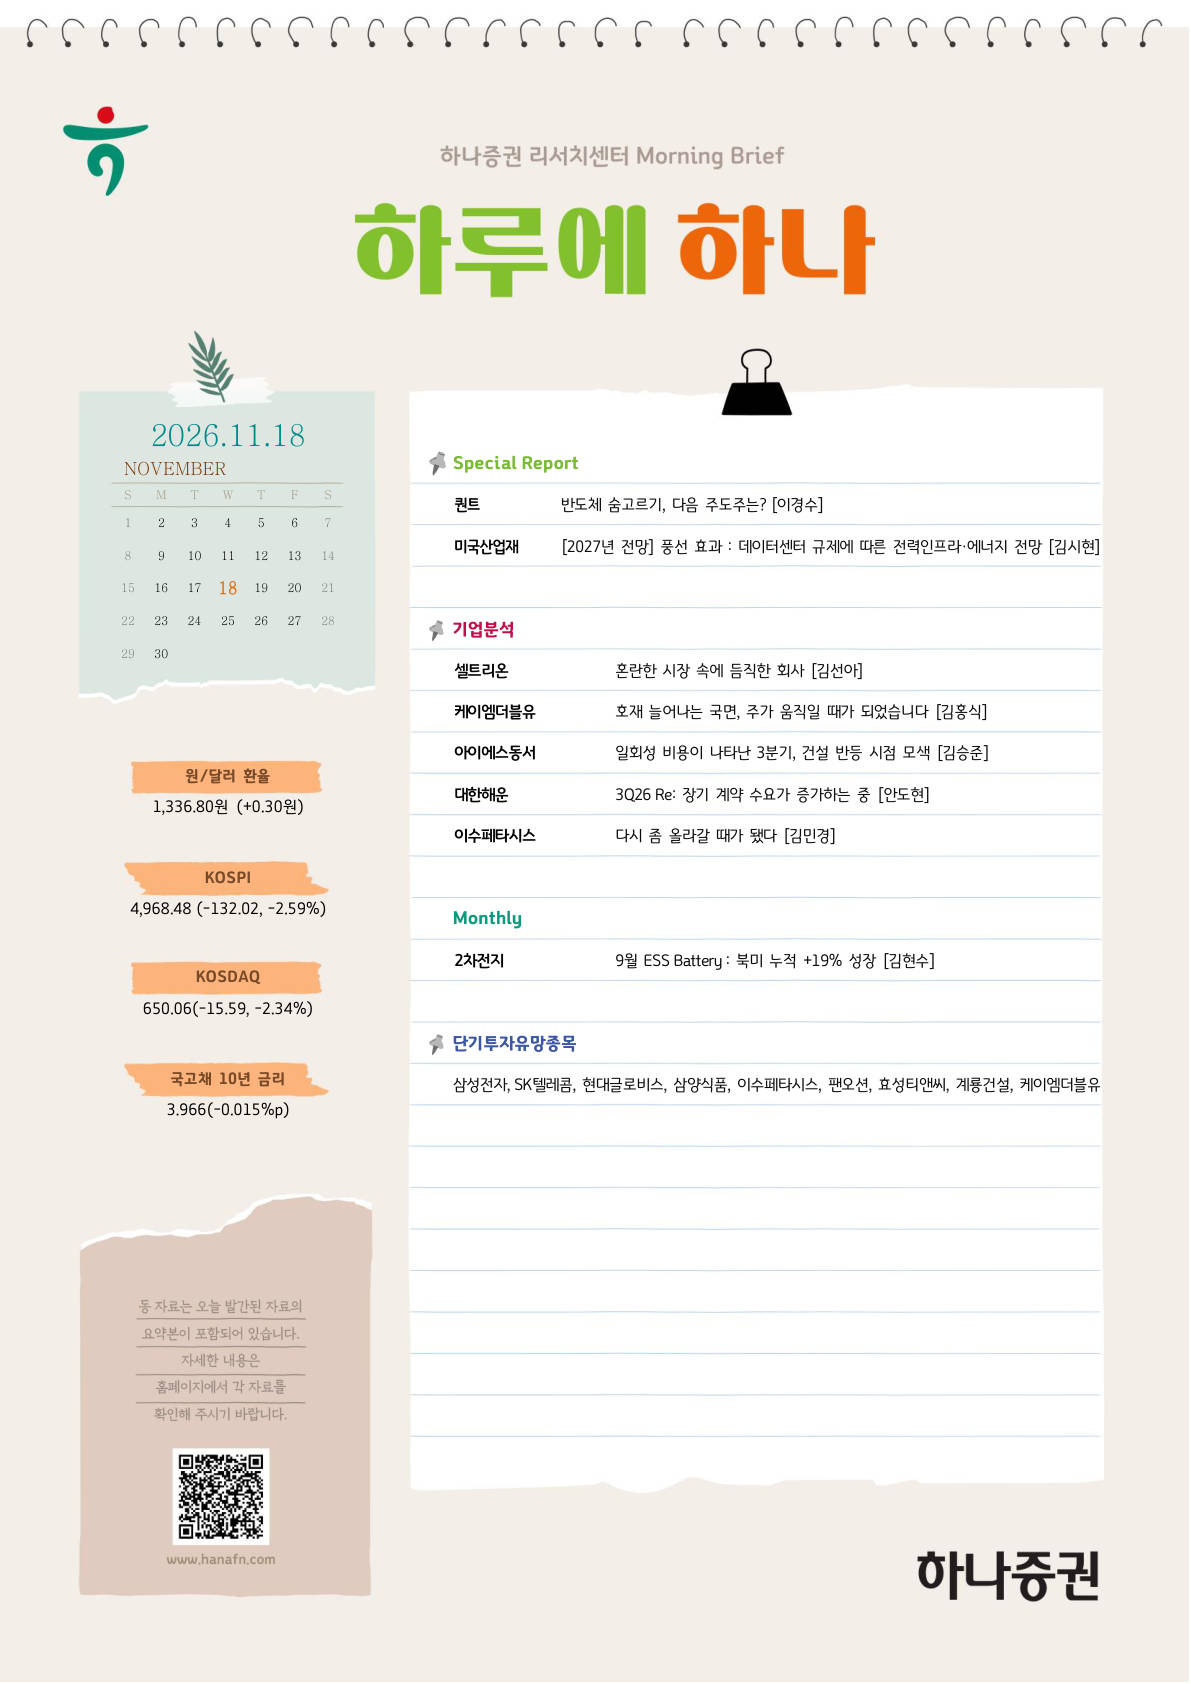 하나증권 리서치센터 Morning Brief
하루에 하나
2026.11.18
NOVEMBER
S M T W T F S
1 2 3 4 5 6 7
8 9 10 11 12 13 14
15 16 17 18 19 20 21
22 23 24 25 26 27 28
29 30
원/달러 환율
1,336.80원 (+0.30원)
KOSPI
4,968.48 (-132.02, -2.59%)
KOSDAQ
650.06(-15.59, -2.34%)
국고채 10년 금리
3.966(-0.015%p)
동 자료는 오늘 발간된 자료의
요약본이 포함되어 있습니다.
자세한 내용은
홈페이지에서 각 자료를
확인해 주시기 바랍니다.
www.hanafn.com
Special Report
퀀트 반도체 숨고르기, 다음 주도주는? [이경수]
미국산업재 [2027년 전망] 풍선 효과 : 데이터센터 규제에 따른 전력인프라·에너지 전망 [김시현]
기업분석
셀트리온 혼란한 시장 속에 듬직한 회사 [김선아]
케이엠더블유 호재 늘어나는 국면, 주가 움직일 때가 되었습니다 [김홍식]
아이에스동서 일회성 비용이 나타난 3분기, 건설 반등 시점 모색 [김승준]
대한해운 3Q26 Re: 장기 계약 수요가 증가하는 중 [안도현]
이수페타시스 다시 좀 올라갈 때가 됐다 [김민경]
Monthly
2차전지 9월 ESS Battery : 북미 누적 +19% 성장 [김현수]
단기투자유망종목
삼성전자, SK텔레콤, 현대글로비스, 삼양식품, 이수페타시스, 팬오션, 효성티앤씨, 계룡건설, 케이엠더블유
하나증권